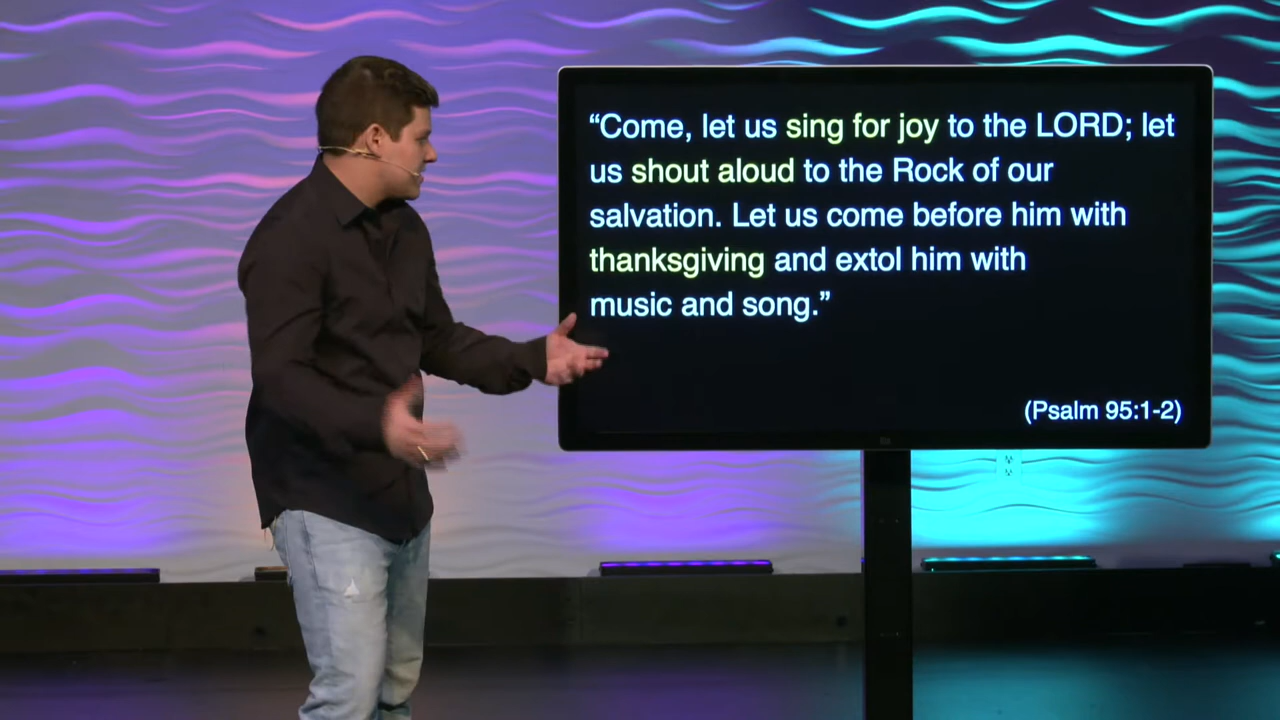 “Come, let us sing for joy to the LORD; let
us shout aloud to the Rock of our
salvation. Let us come before him with
thanksgiving and extol him with
music and song.”
(Psalm 95:1-2)